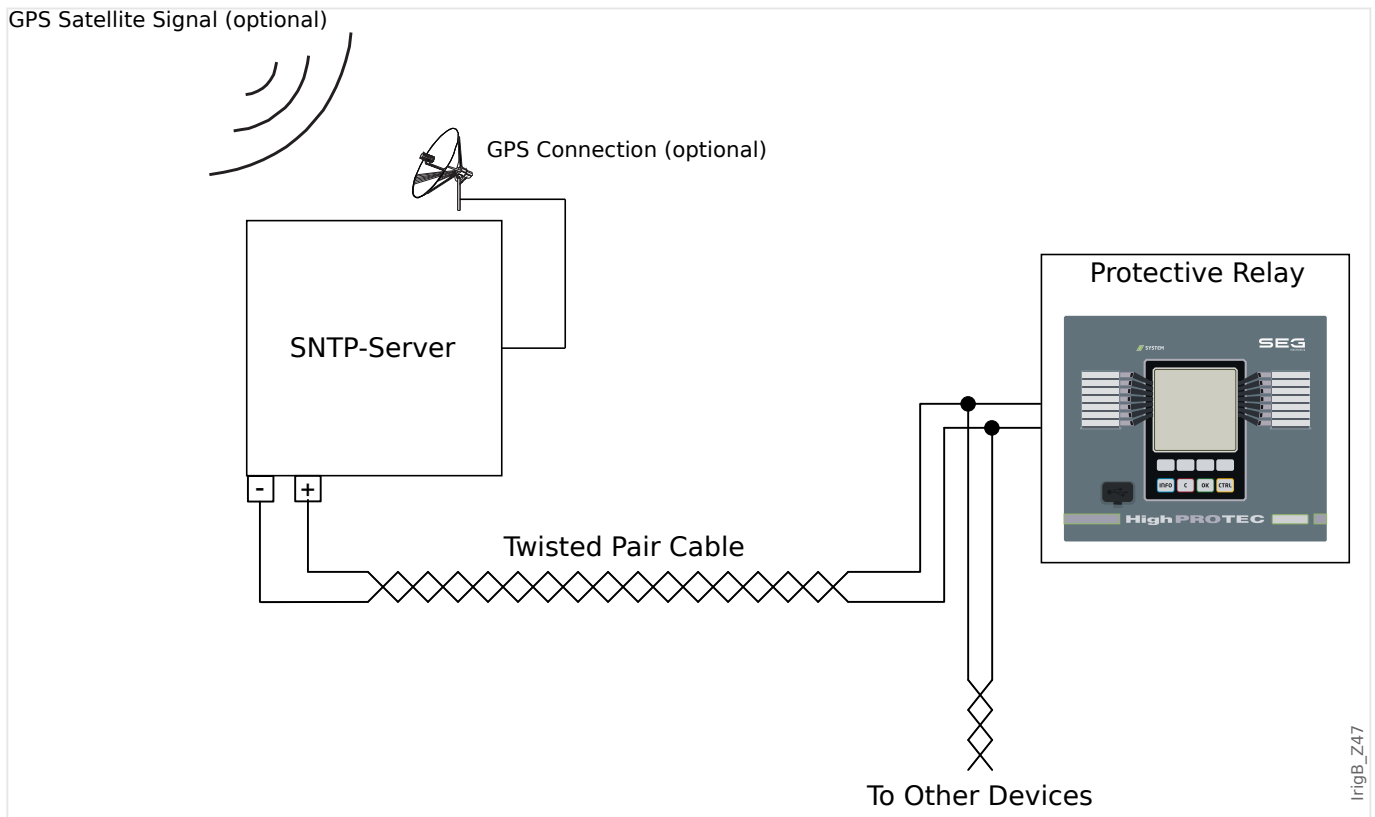 GPS Satellite Signal (optional)
GPS Connection (optional)
SNTP-Server
- +
Protective Relay
SYSTEM
SEG
INFO C OK CTRL
HighPROTEC
Twisted Pair Cable
To Other Devices
IrigB_Z47